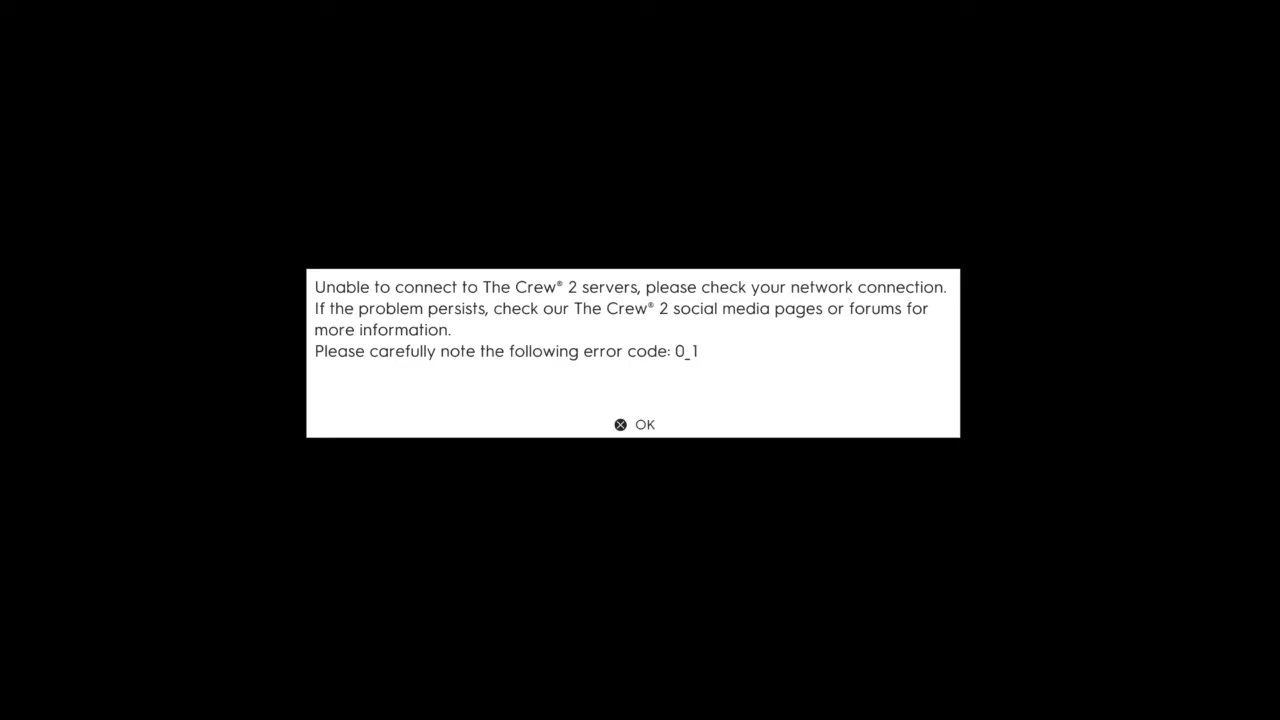 Unable to connect to The Crew® 2 servers, please check your network connection.
If the problem persists, check our The Crew® 2 social media pages or forums for
more information.
Please carefully note the following error code: 0_1
OK